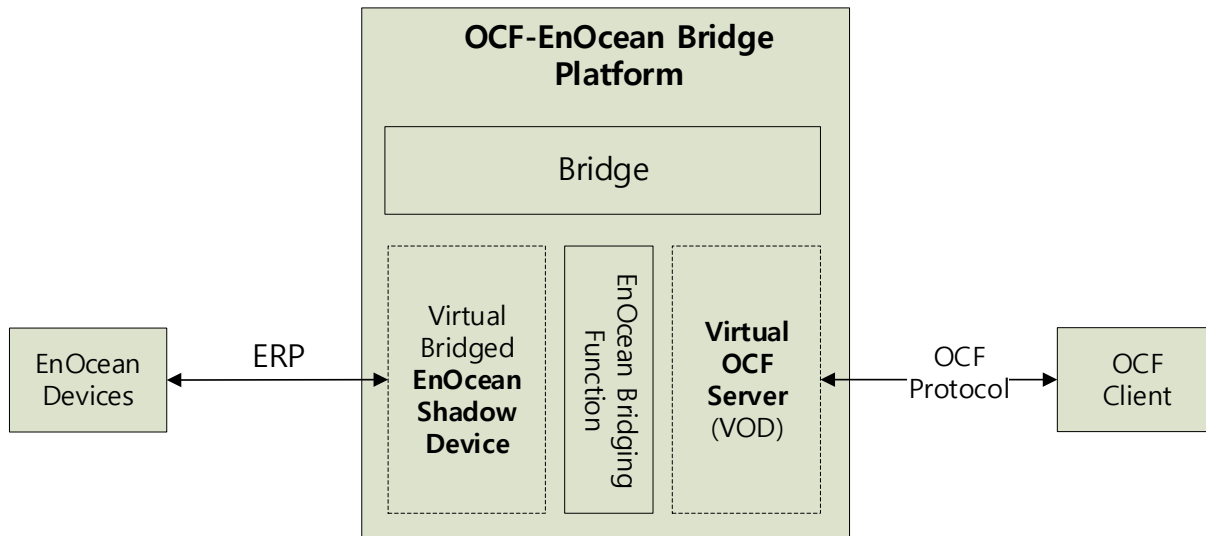 OCF-EnOcean Bridge
Platform
Bridge
EnOcean
Devices
ERP
Virtual
Bridged
EnOcean
Shadow
Device
EnOcean Bridging
Function
Virtual
OCF
Server
(VOD)
OCF
Protocol
OCF
Client